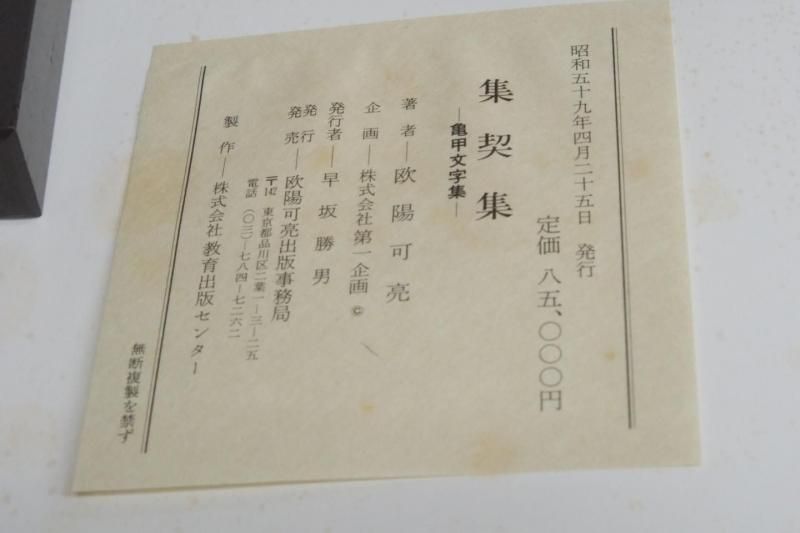 昭和五十九年四月二十五日　発行
定価　八五、〇〇〇円
集契集
―亀甲文字集―
著者―欧陽可亮
企画―株式会社 第一企画 ©
発行者―早坂勝男
発行
発売―欧陽可亮出版事務局
〒142 東京都品川区二葉一―三―二五
電話 (〇三)―七八四―七二六二
製作―株式会社 教育出版センター
無断複製を禁ず